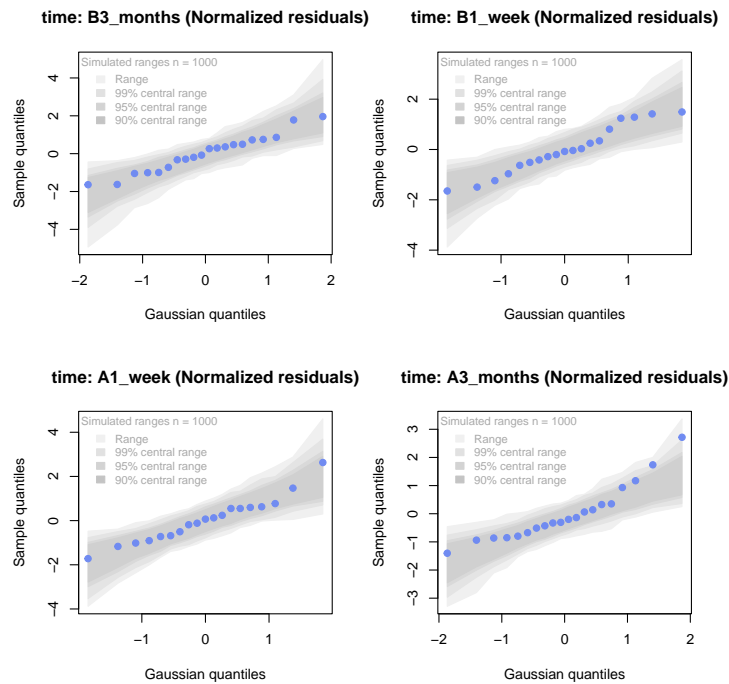 time: B3_months (Normalized residuals)
Simulated ranges n = 1000
Range
99% central range
95% central range
90% central range
4
2
0
−2
−4
Sample quantiles
−2 −1 0 1 2
Gaussian quantiles
time: B1_week (Normalized residuals)
Simulated ranges n = 1000
Range
99% central range
95% central range
90% central range
2
0
−2
−4
Sample quantiles
−1 0 1 2
Gaussian quantiles
time: A1_week (Normalized residuals)
Simulated ranges n = 1000
Range
99% central range
95% central range
90% central range
4
2
0
−2
−4
Sample quantiles
−1 0 1
Gaussian quantiles
time: A3_months (Normalized residuals)
Simulated ranges n = 1000
Range
99% central range
95% central range
90% central range
3
2
1
0
−1
−2
−3
Sample quantiles
−2 −1 0 1 2
Gaussian quantiles